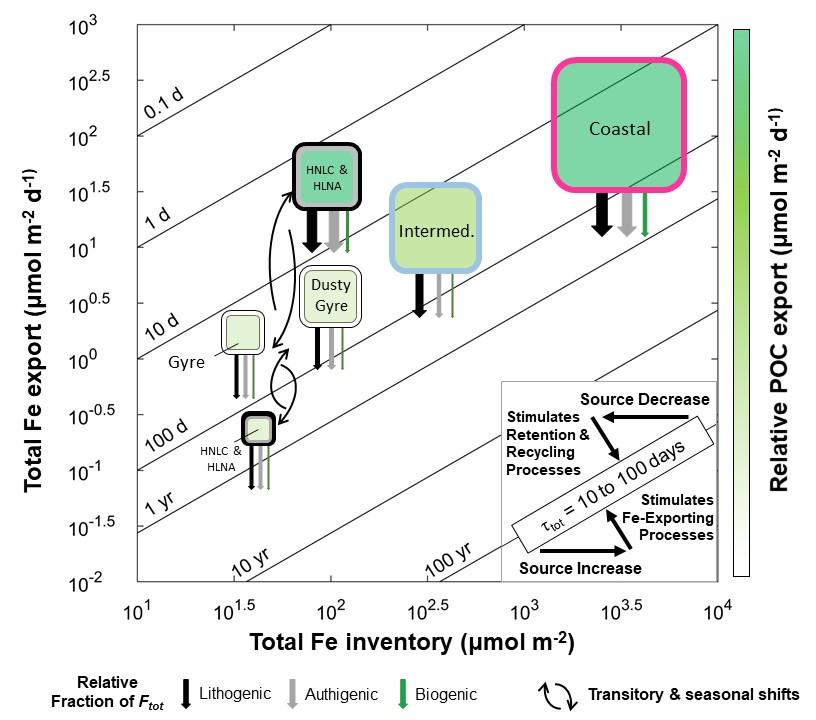 Total Fe export (µmol m-2 d-1)
10^3
10^2.5
10^2
10^1.5
10^1
10^0.5
10^0
10^-0.5
10^-1
10^-1.5
10^-2
0.1 d
1 d
10 d
100 d
1 yr
10 yr
100 yr
Coastal
HNLC &
HLNA
Intermed.
Dusty
Gyre
Gyre
HNLC &
HLNA
Source Decrease
Stimulates
Retention &
Recycling
Processes
τtot = 10 to 100 days
Stimulates
Fe-Exporting
Processes
Source Increase
10^1
10^1.5
10^2
10^2.5
10^3
10^3.5
10^4
Total Fe inventory (µmol m-2)
Relative POC export (µmol m-2 d-1)
Relative
Fraction of Ftot
Lithogenic
Authigenic
Biogenic
Transitory & seasonal shifts